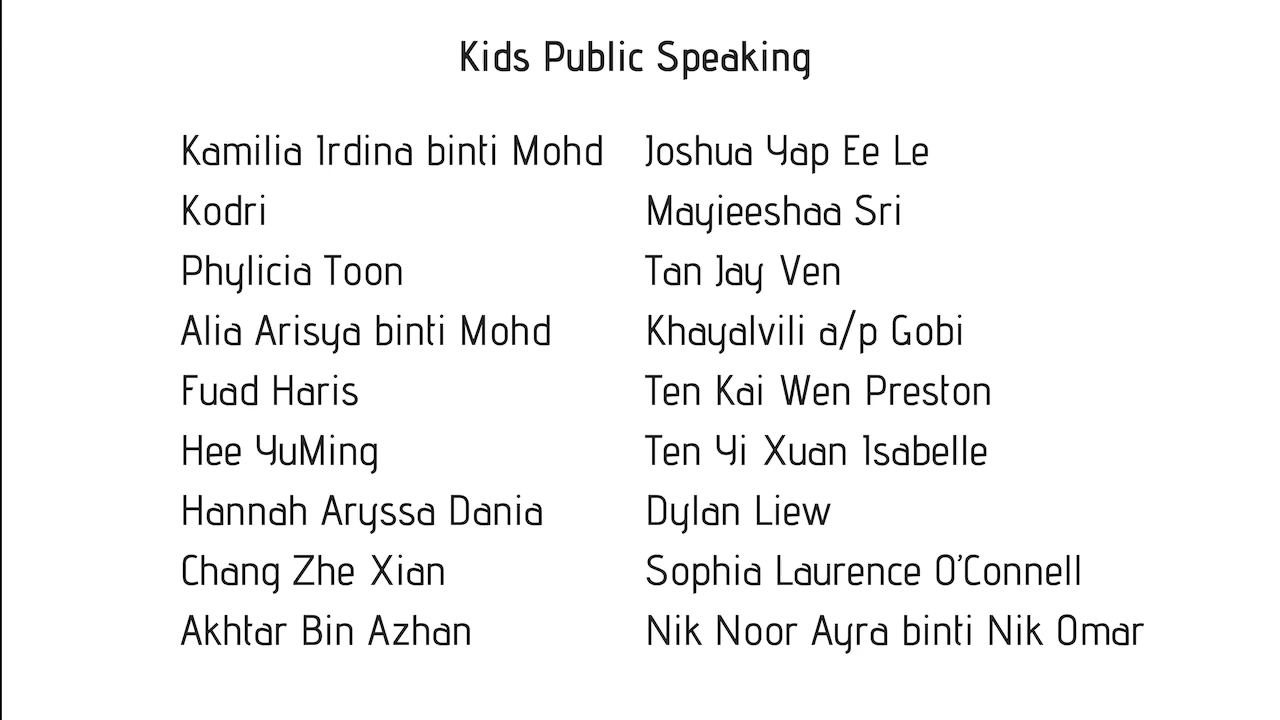 Kids Public Speaking
Kamilia Irdina binti Mohd
Kodri
Phylicia Toon
Alia Arisya binti Mohd
Fuad Haris
Hee YuMing
Hannah Aryssa Dania
Chang Zhe Xian
Akhtar Bin Azhan
Joshua Yap Ee Le
Mayieeshaa Sri
Tan Jay Ven
Khayalvili a/p Gobi
Ten Kai Wen Preston
Ten Yi Xuan Isabelle
Dylan Liew
Sophia Laurence O'Connell
Nik Noor Ayra binti Nik Omar